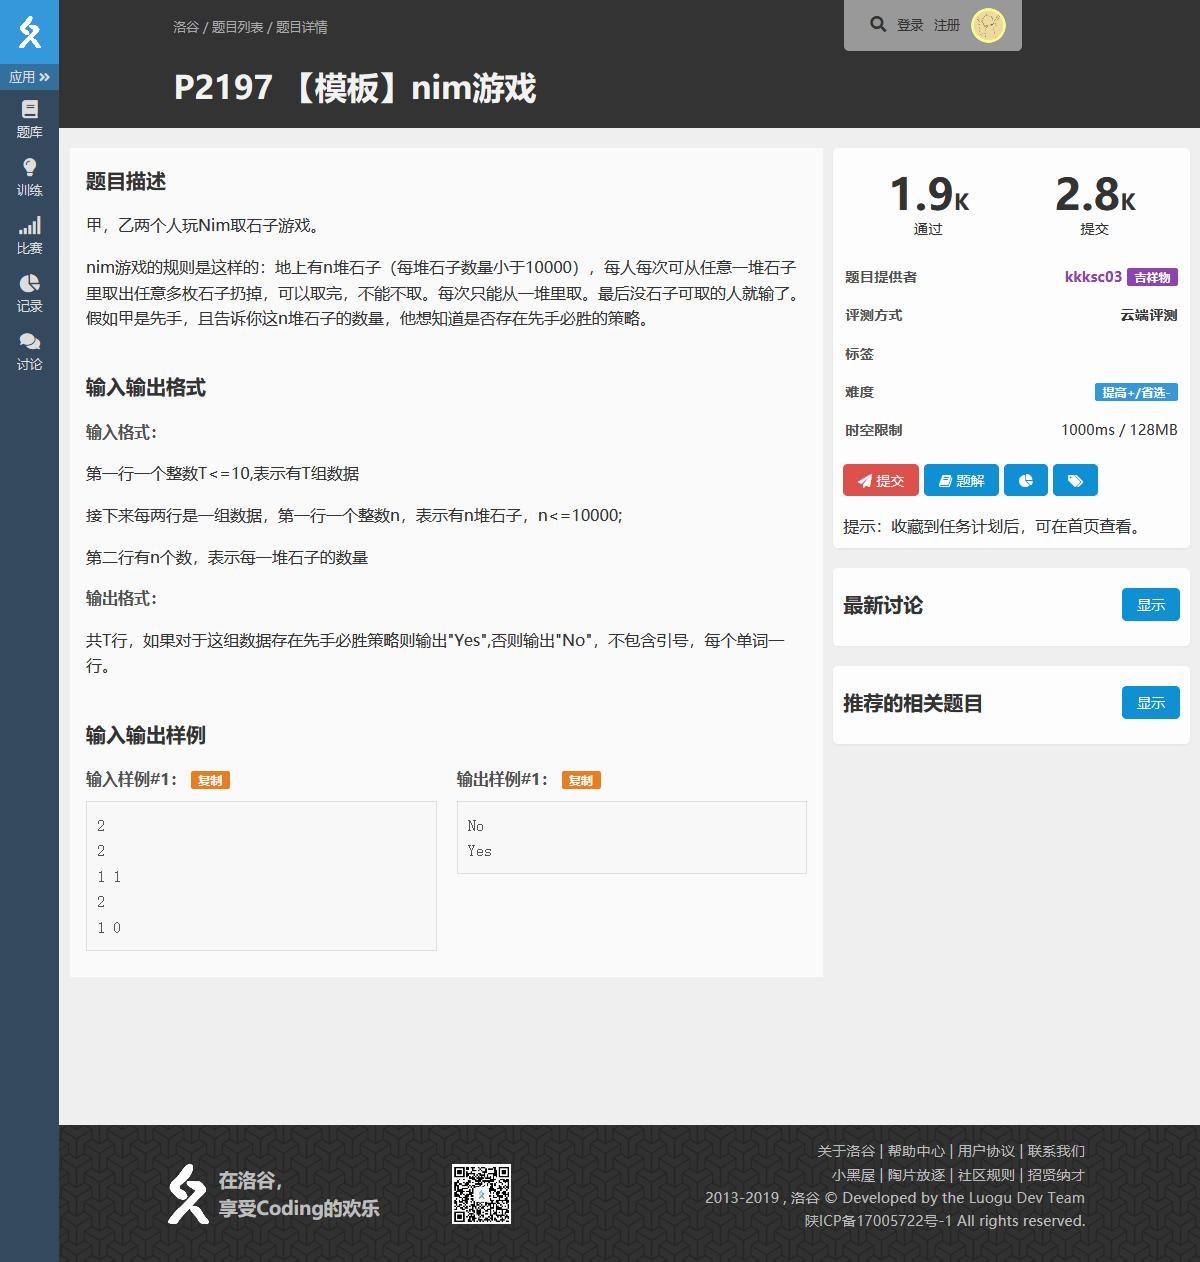 洛谷 / 题目列表 / 题目详情
登录 注册
P2197 【模板】nim游戏
应用
题库
训练
比赛
记录
讨论
题目描述
甲，乙两个人玩Nim取石子游戏。
nim游戏的规则是这样的：地上有n堆石子（每堆石子数量小于10000），每人每次可从任意一堆石子
里取出任意多枚石子扔掉，可以取完，不能不取。每次只能从一堆里取。最后没石子可取的人就输了。
假如甲是先手，且告诉你这n堆石子的数量，他想知道是否存在先手必胜的策略。
输入输出格式
输入格式：
第一行一个整数T<=10,表示有T组数据
接下来每两行是一组数据，第一行一个整数n，表示有n堆石子，n<=10000;
第二行有n个数，表示每一堆石子的数量
输出格式：
共T行，如果对于这组数据存在先手必胜策略则输出"Yes",否则输出"No"，不包含引号，每个单词一
行。
输入输出样例
输入样例#1： 复制
2
2
1 1
2
1 0
输出样例#1： 复制
No
Yes
1.9K 2.8K
通过 提交
题目提供者 kkksc03 吉祥物
评测方式 云端评测
标签
难度 提高+/省选-
时空限制 1000ms / 128MB
提交 题解
提示：收藏到任务计划后，可在首页查看。
最新讨论 显示
推荐的相关题目 显示
在洛谷，
享受Coding的欢乐
关于洛谷 | 帮助中心 | 用户协议 | 联系我们
小黑屋 | 陶片放逐 | 社区规则 | 招贤纳才
2013-2019 , 洛谷 © Developed by the Luogu Dev Team
陕ICP备17005722号-1 All rights reserved.